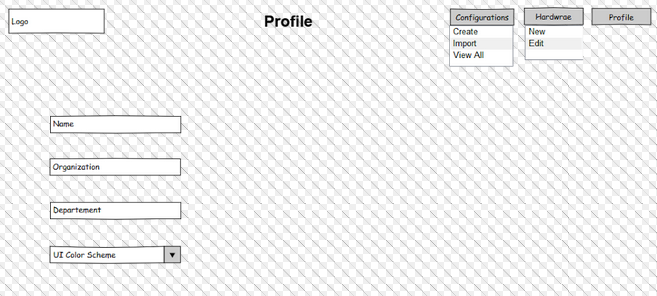 Logo
Profile
Configurations
Hardwrae
Profile
Create
Import
View All
New
Edit
Name
Organization
Departement
UI Color Scheme